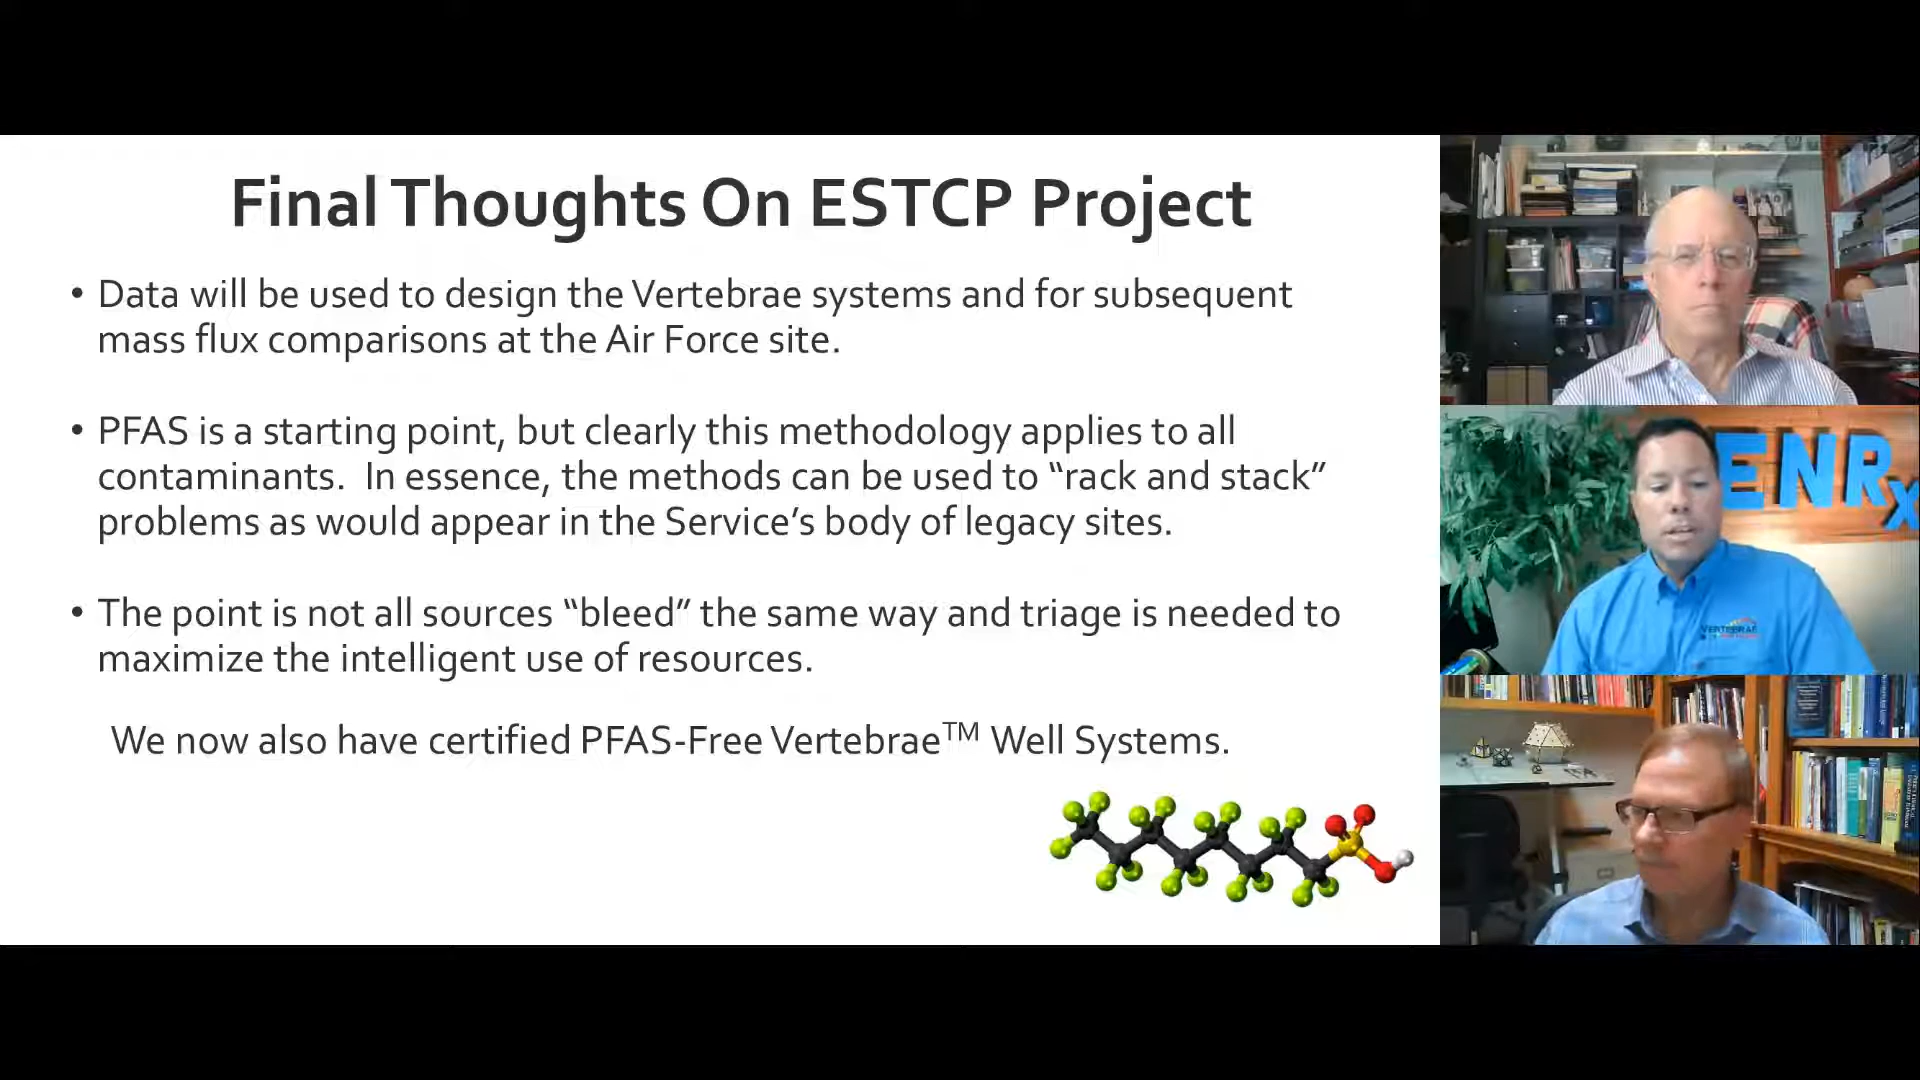 Final Thoughts On ESTCP Project
• Data will be used to design the Vertebrae systems and for subsequent
mass flux comparisons at the Air Force site.
• PFAS is a starting point, but clearly this methodology applies to all
contaminants.  In essence, the methods can be used to “rack and stack”
problems as would appear in the Service’s body of legacy sites.
• The point is not all sources “bleed” the same way and triage is needed to
maximize the intelligent use of resources.
We now also have certified PFAS-Free Vertebrae™ Well Systems.
ENRx
VERTEBRAE